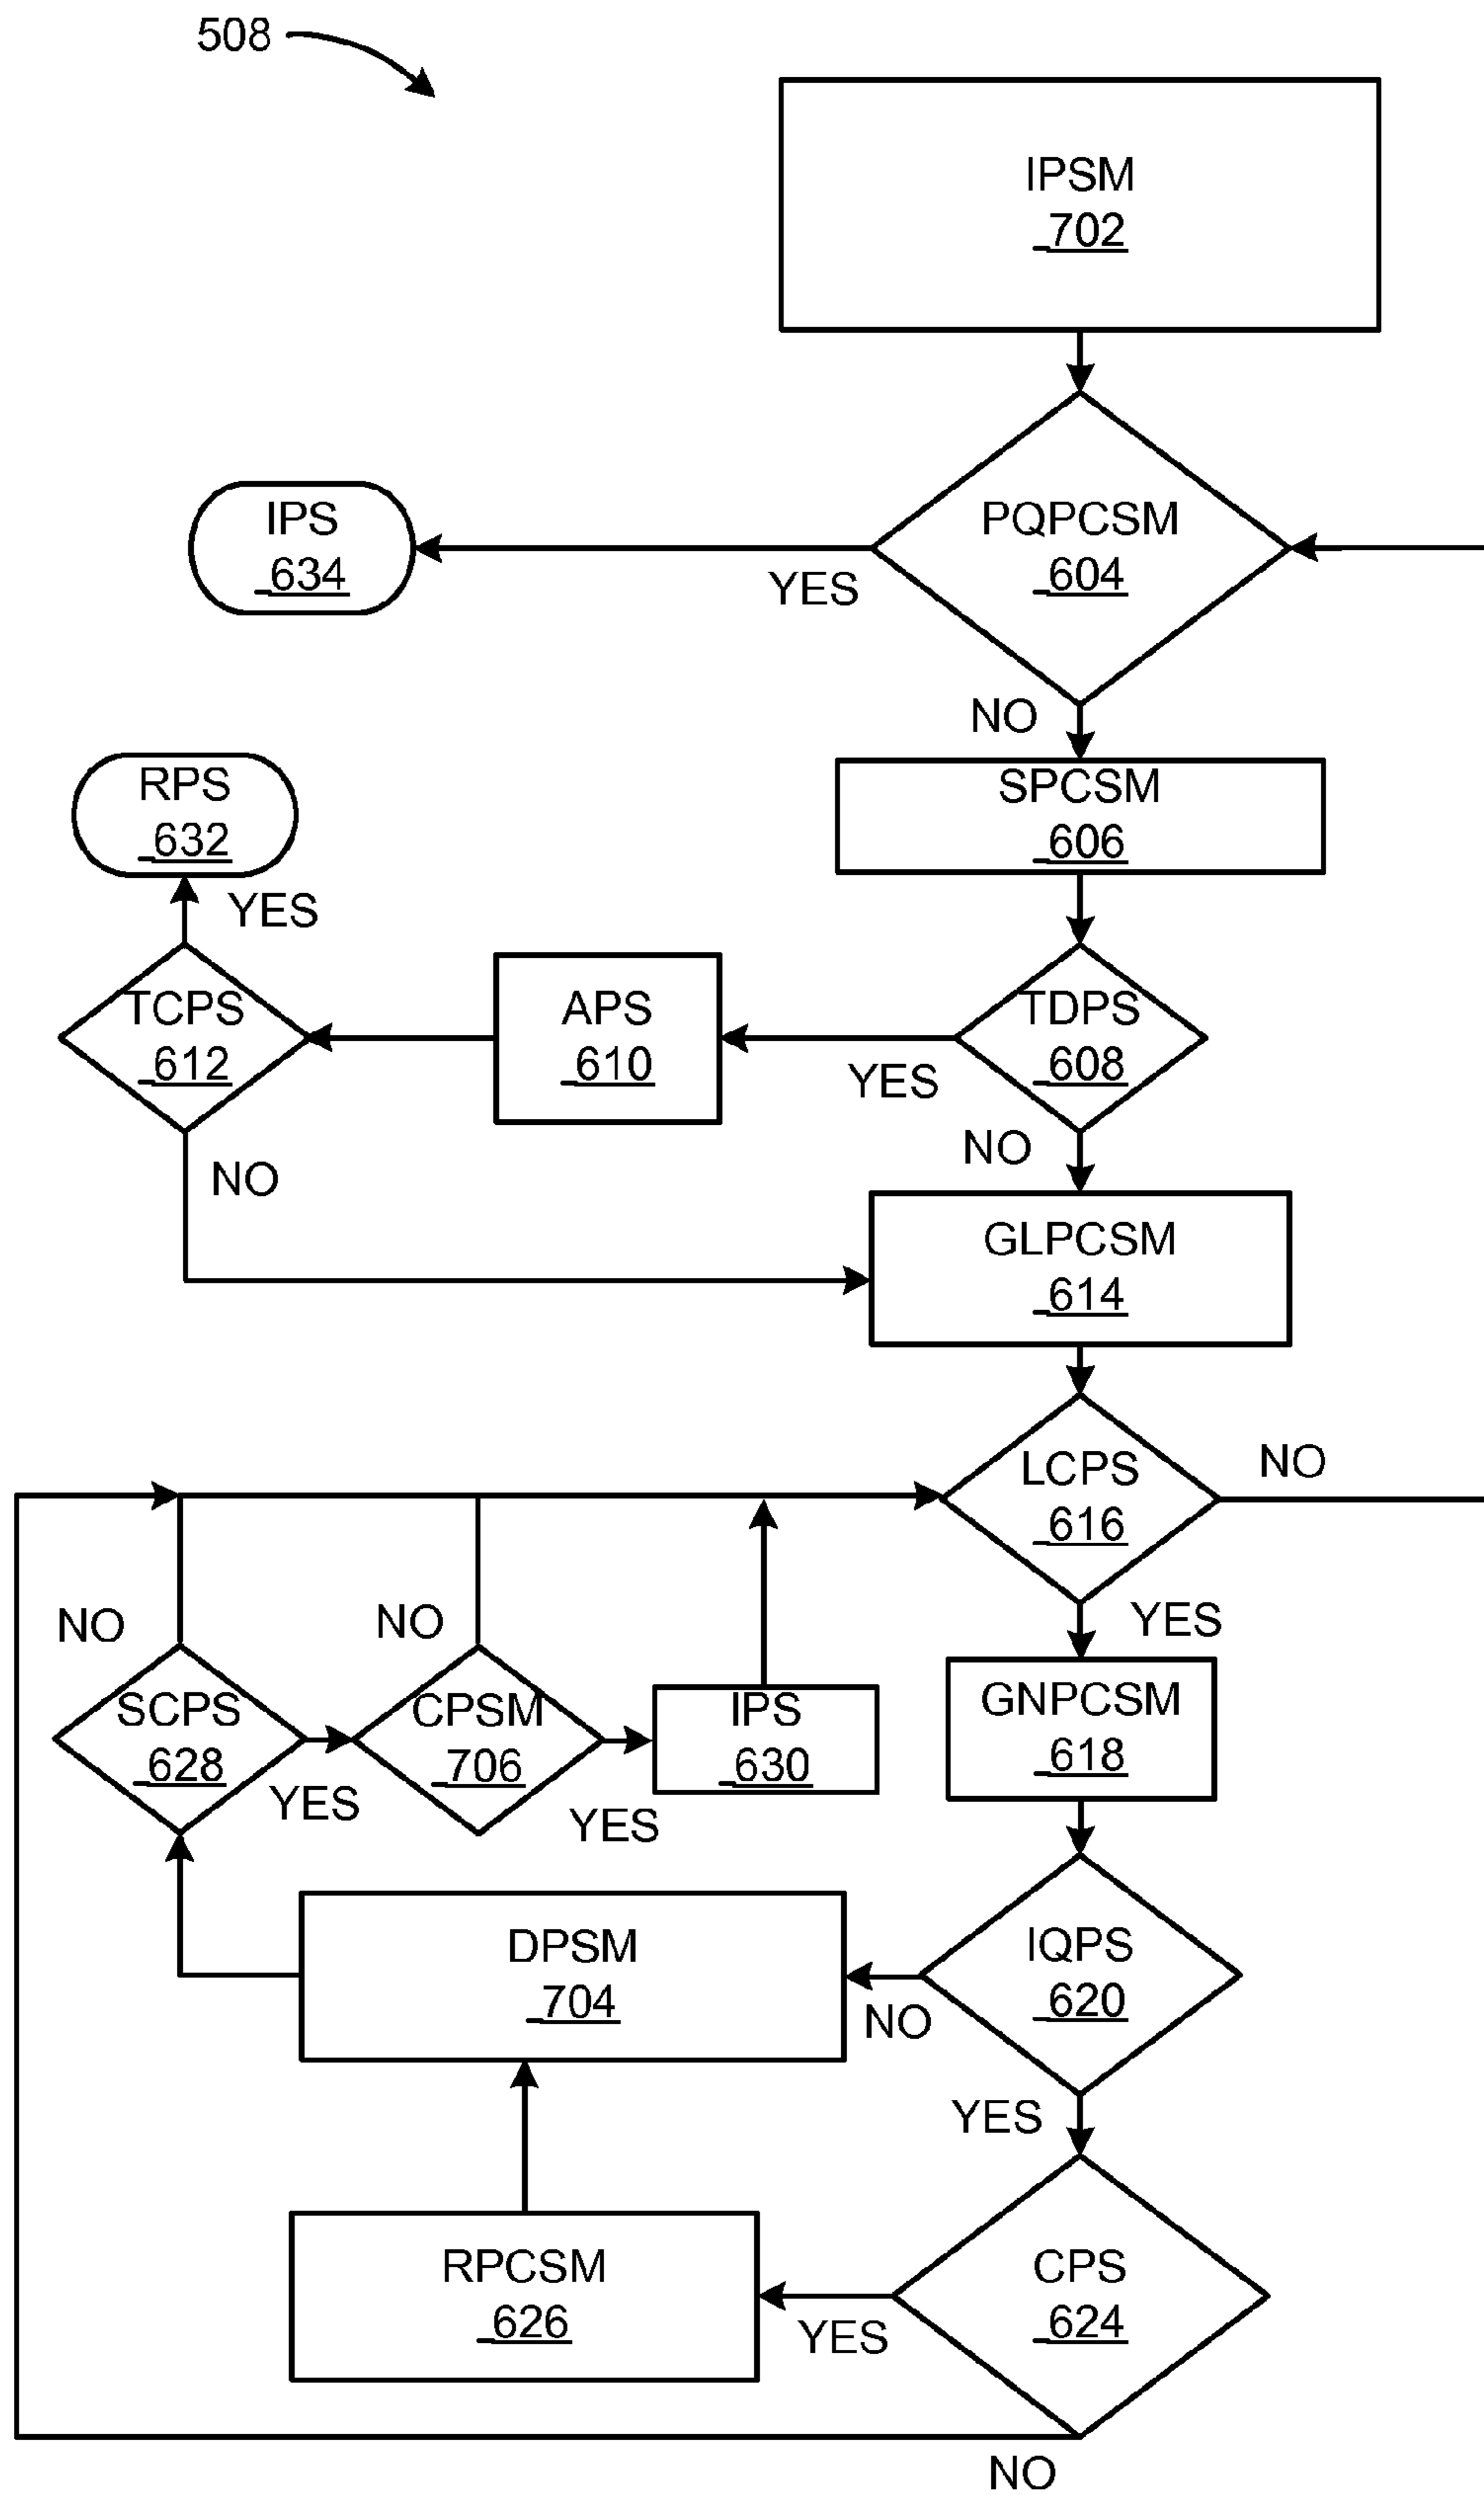 508
IPSM
702
PQPCSM
604
IPS
634
YES
NO
RPS
632
SPCSM
606
YES
TCPS
612
APS
610
TDPS
608
YES
NO
NO
GLPCSM
614
LCPS
616
NO
YES
NO
NO
SCPS
628
CPSM
706
IPS
630
GNPCSM
618
YES
YES
DPSM
704
IQPS
620
NO
YES
RPCSM
626
CPS
624
YES
NO